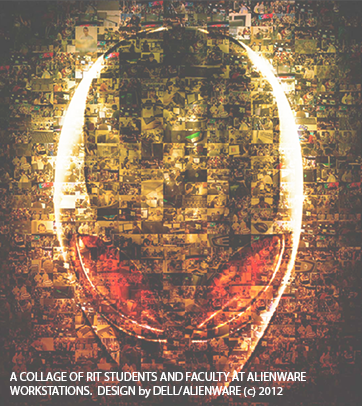 A COLLAGE OF RIT STUDENTS AND FACULTY AT ALIENWARE
WORKSTATIONS.  DESIGN by DELL/ALIENWARE (c) 2012